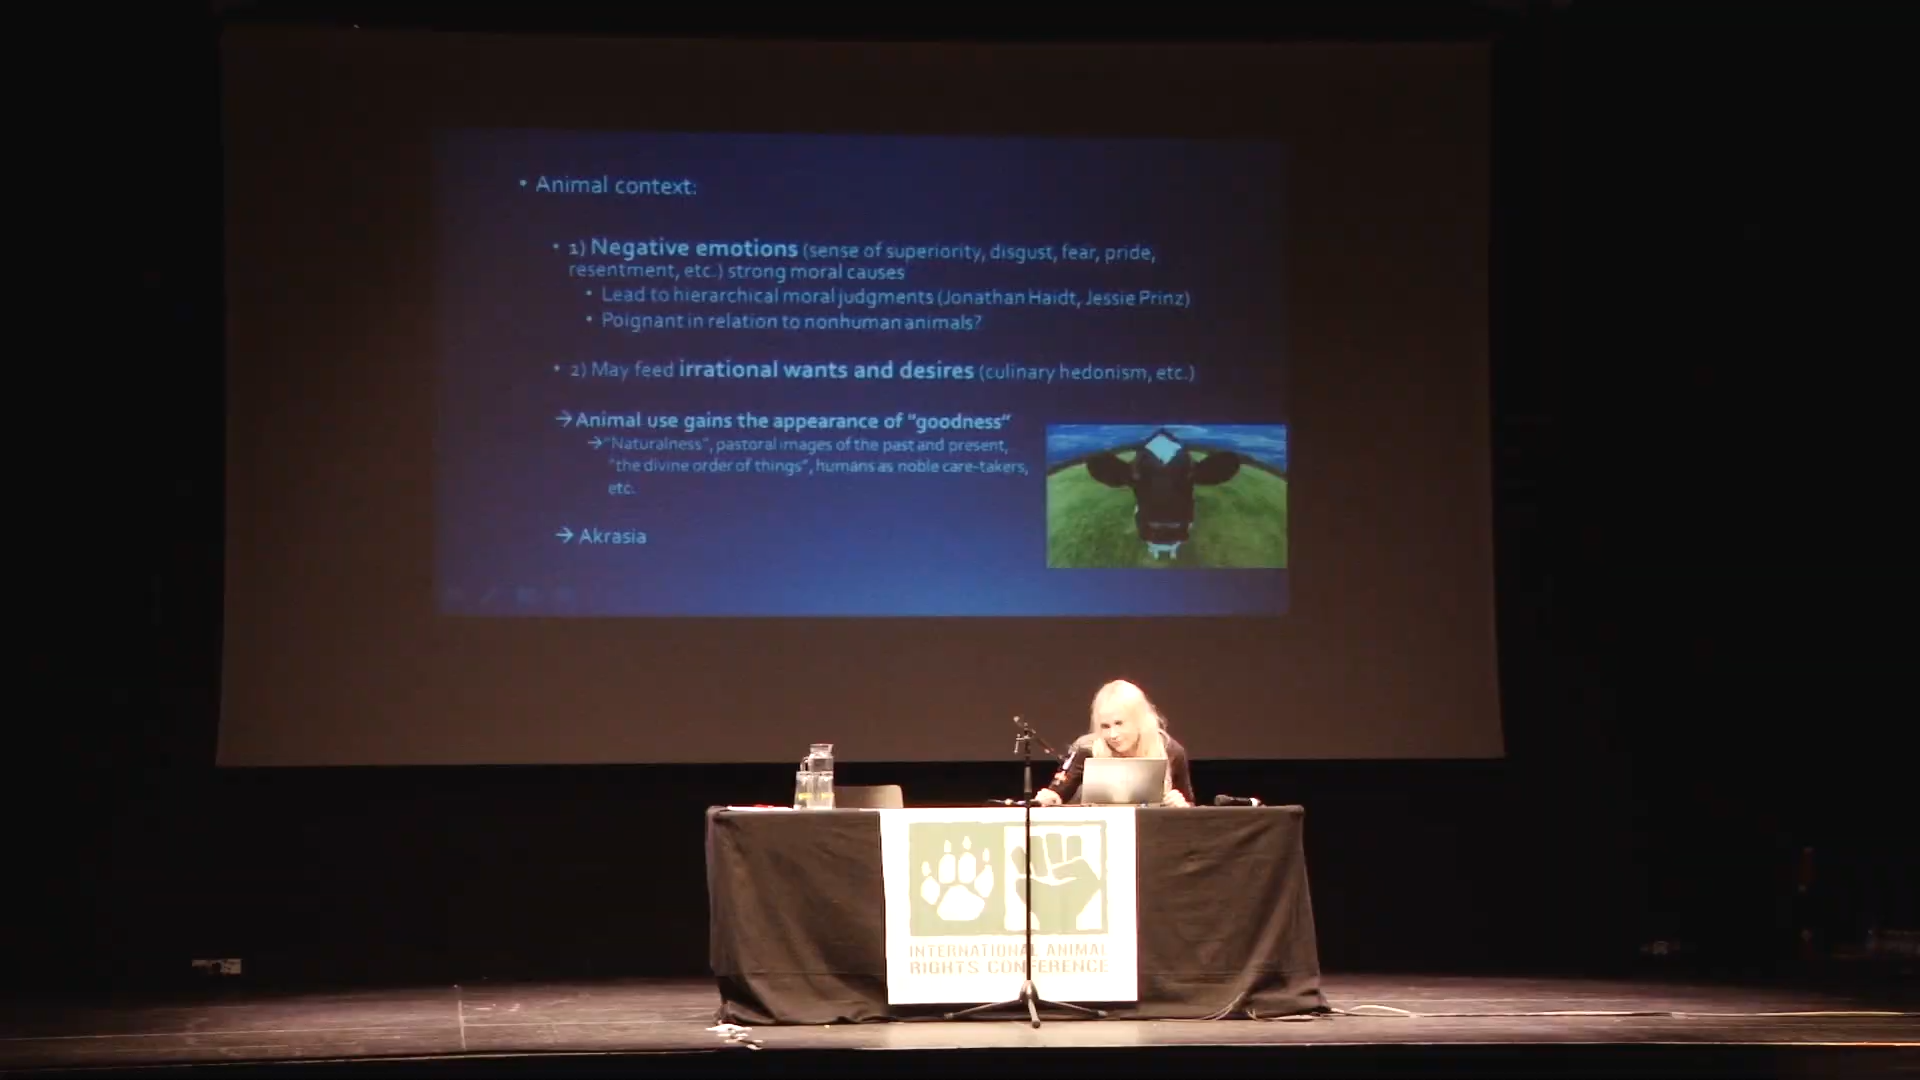 • Animal context:
• 1) Negative emotions (sense of superiority, disgust, fear, pride,
resentment, etc.) strong moral causes
• Lead to hierarchical moral judgments (Jonathan Haidt, Jessie Prinz)
• Poignant in relation to nonhuman animals?
• 2) May feed irrational wants and desires (culinary hedonism, etc.)
→ Animal use gains the appearance of "goodness"
→ "Naturalness", pastoral images of the past and present,
"the divine order of things", humans as noble care-takers,
etc.
→ Akrasia
INTERNATIONAL ANIMAL
RIGHTS CONFERENCE